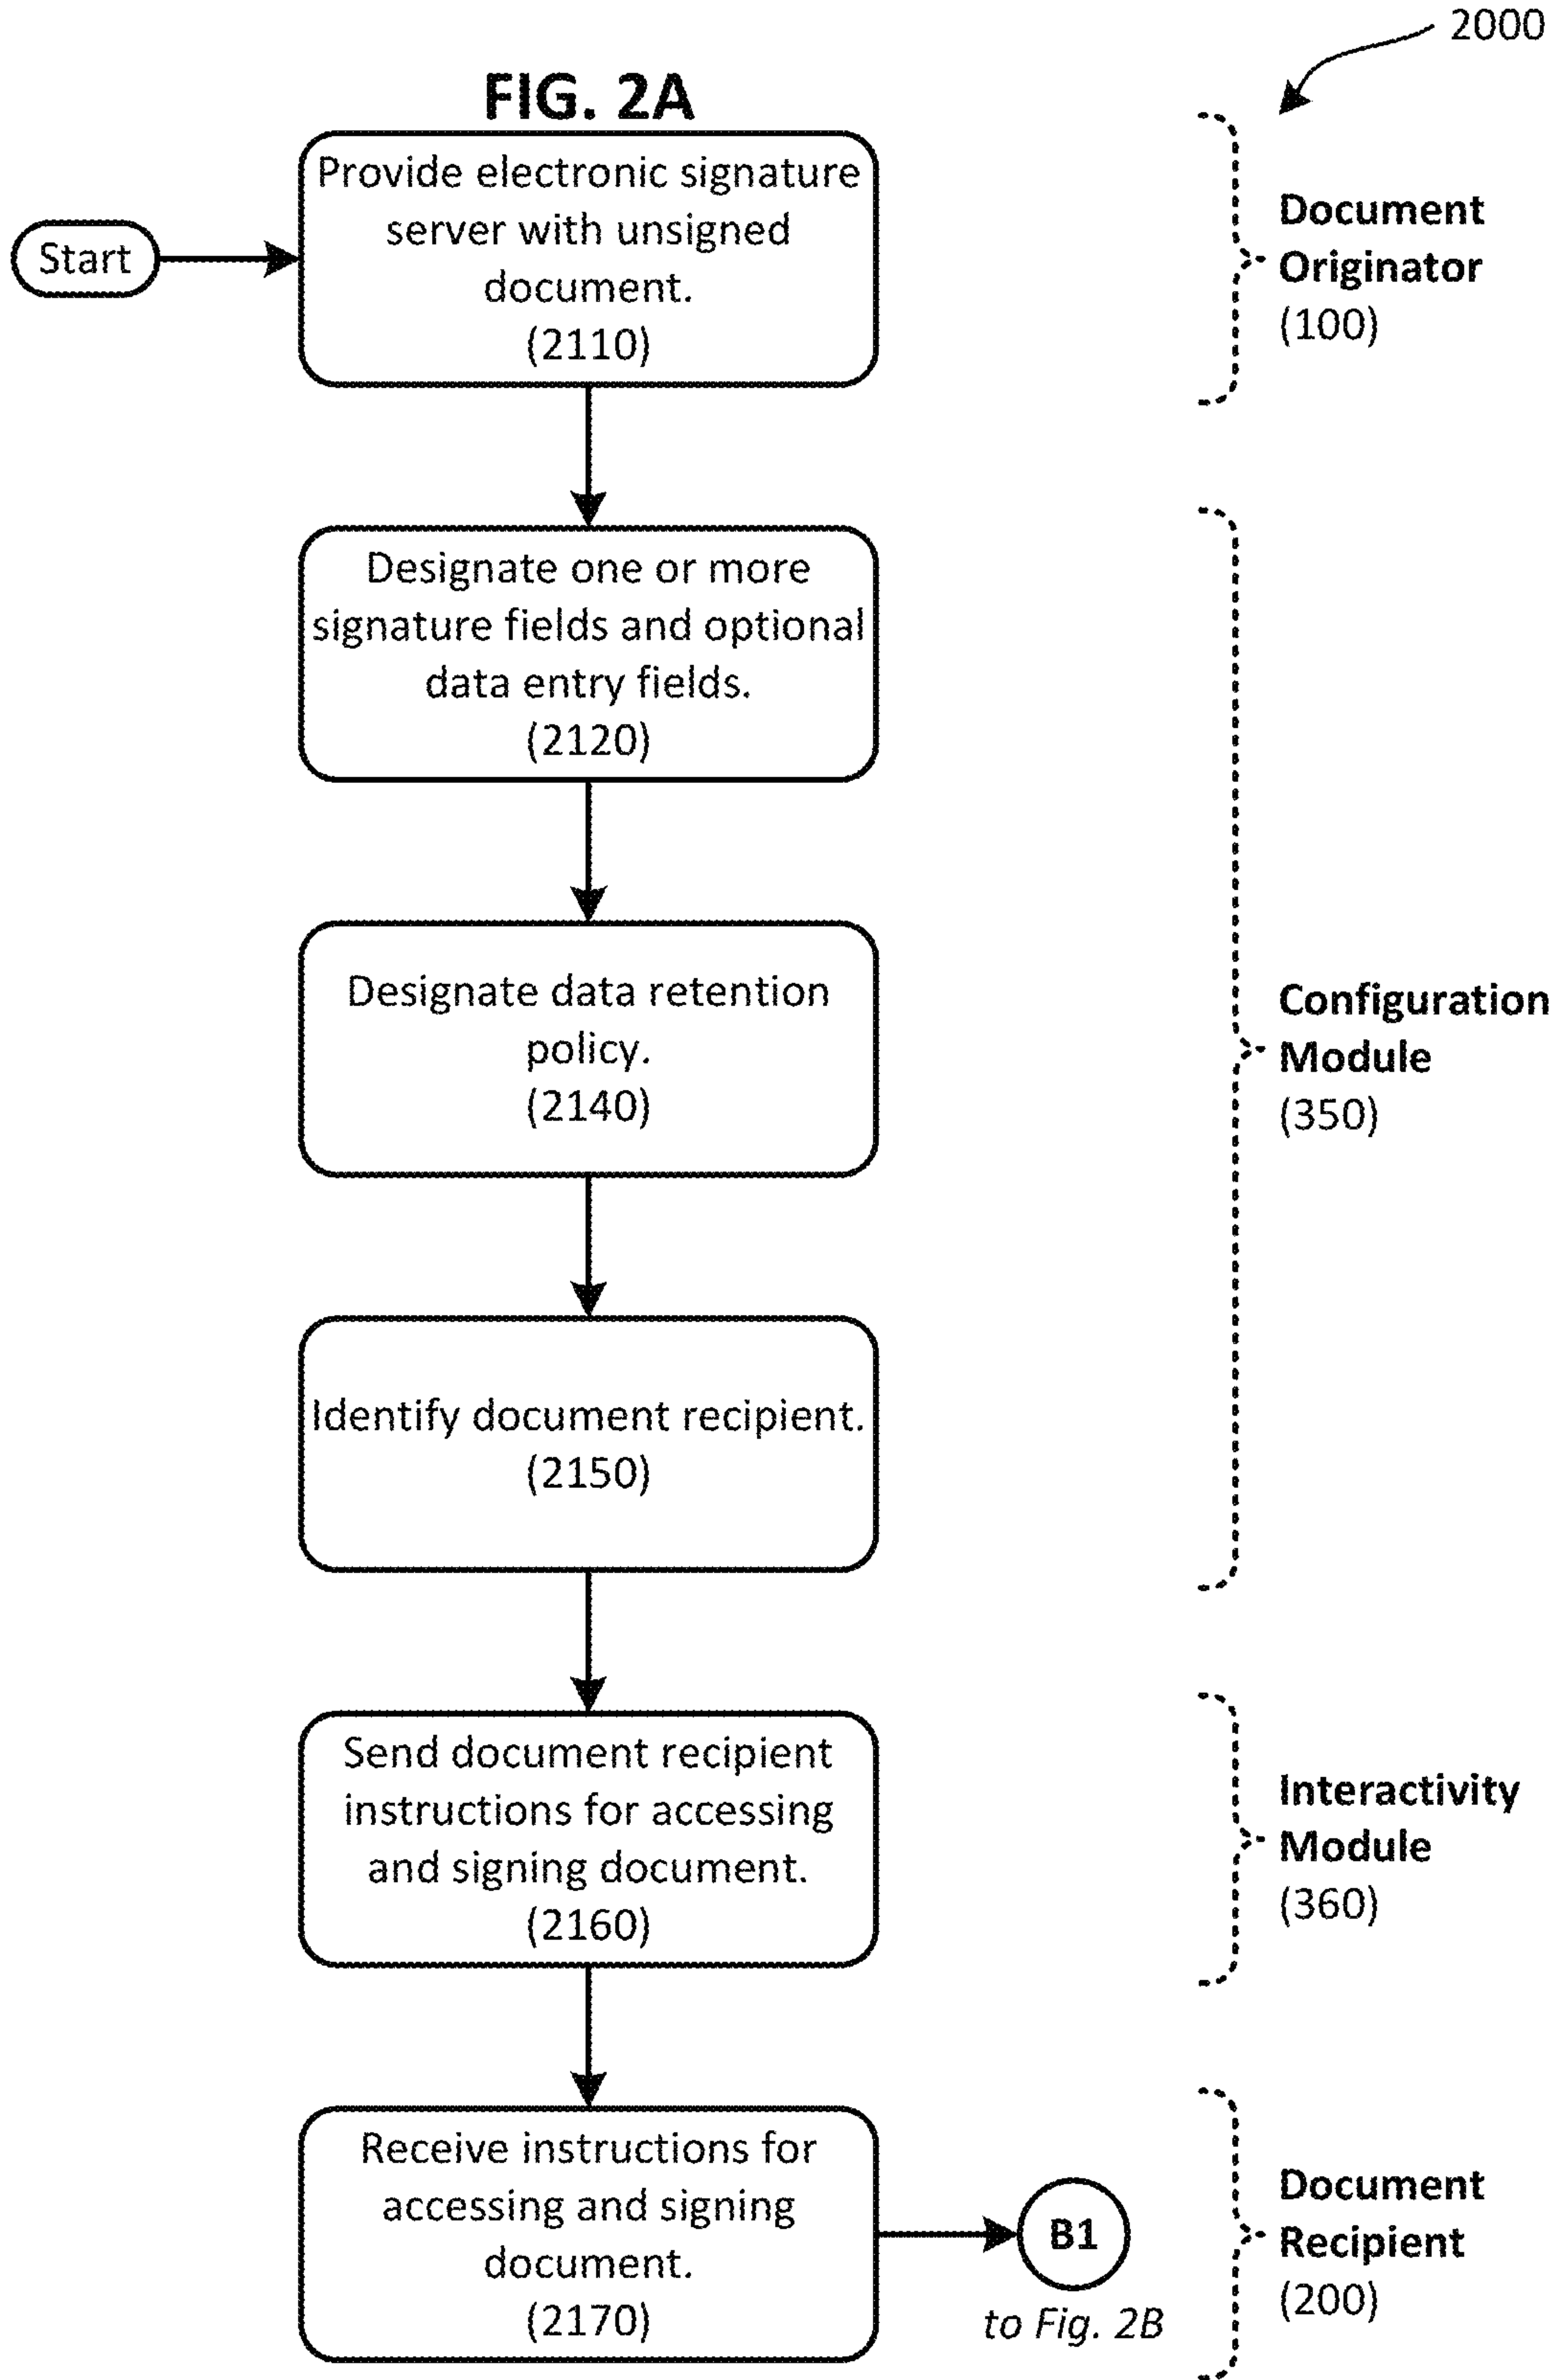 2000
FIG. 2A
Start
Provide electronic signature
server with unsigned
document.
(2110)
Document
Originator
(100)
Designate one or more
signature fields and optional
data entry fields.
(2120)
Designate data retention
policy.
(2140)
Configuration
Module
(350)
Identify document recipient.
(2150)
Send document recipient
instructions for accessing
and signing document.
(2160)
Interactivity
Module
(360)
Receive instructions for
accessing and signing
document.
(2170)
B1
to Fig. 2B
Document
Recipient
(200)